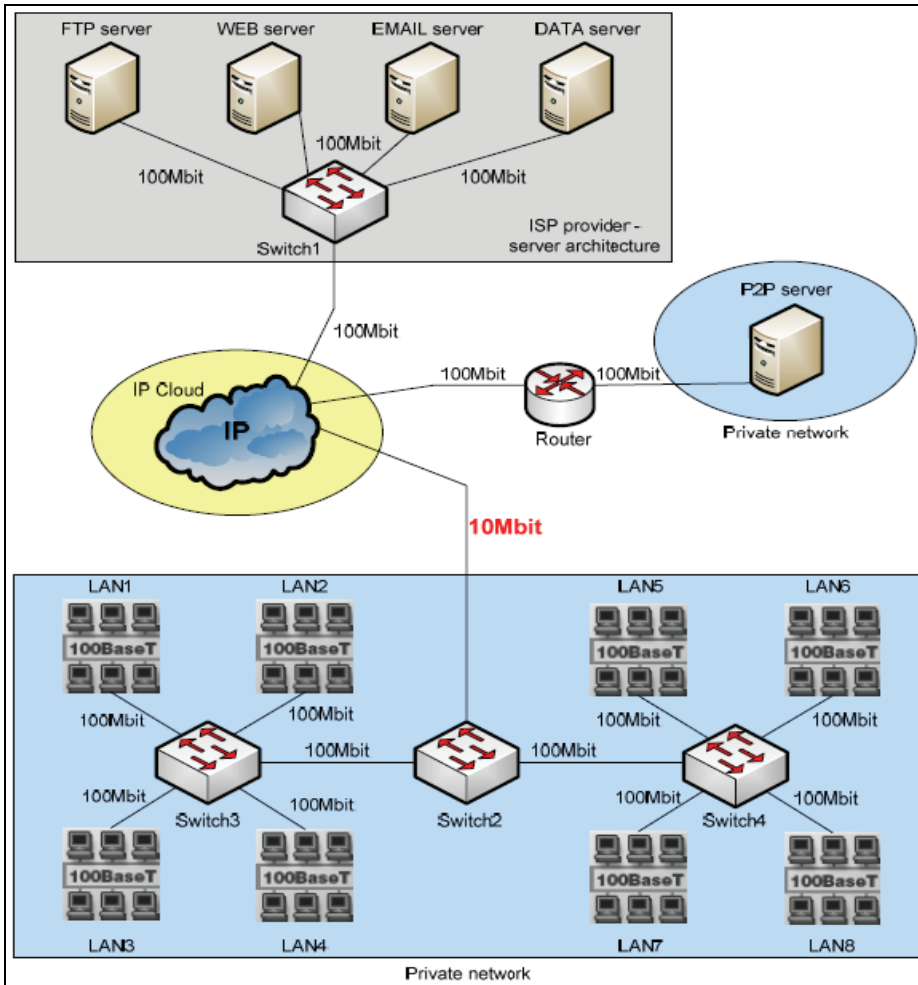 FTP server
WEB server
EMAIL server
DATA server
100Mbit
100Mbit
100Mbit
Switch1
ISP provider -
server architecture
100Mbit
P2P server
IP Cloud
IP
100Mbit
100Mbit
Router
Private network
10Mbit
LAN1
LAN2
LAN5
LAN6
100BaseT
100BaseT
100BaseT
100BaseT
100Mbit
100Mbit
100Mbit
100Mbit
100Mbit
100Mbit
100Mbit
100Mbit
100Mbit
100Mbit
Switch3
Switch2
Switch4
100BaseT
100BaseT
100BaseT
100BaseT
LAN3
LAN4
LAN7
LAN8
Private network